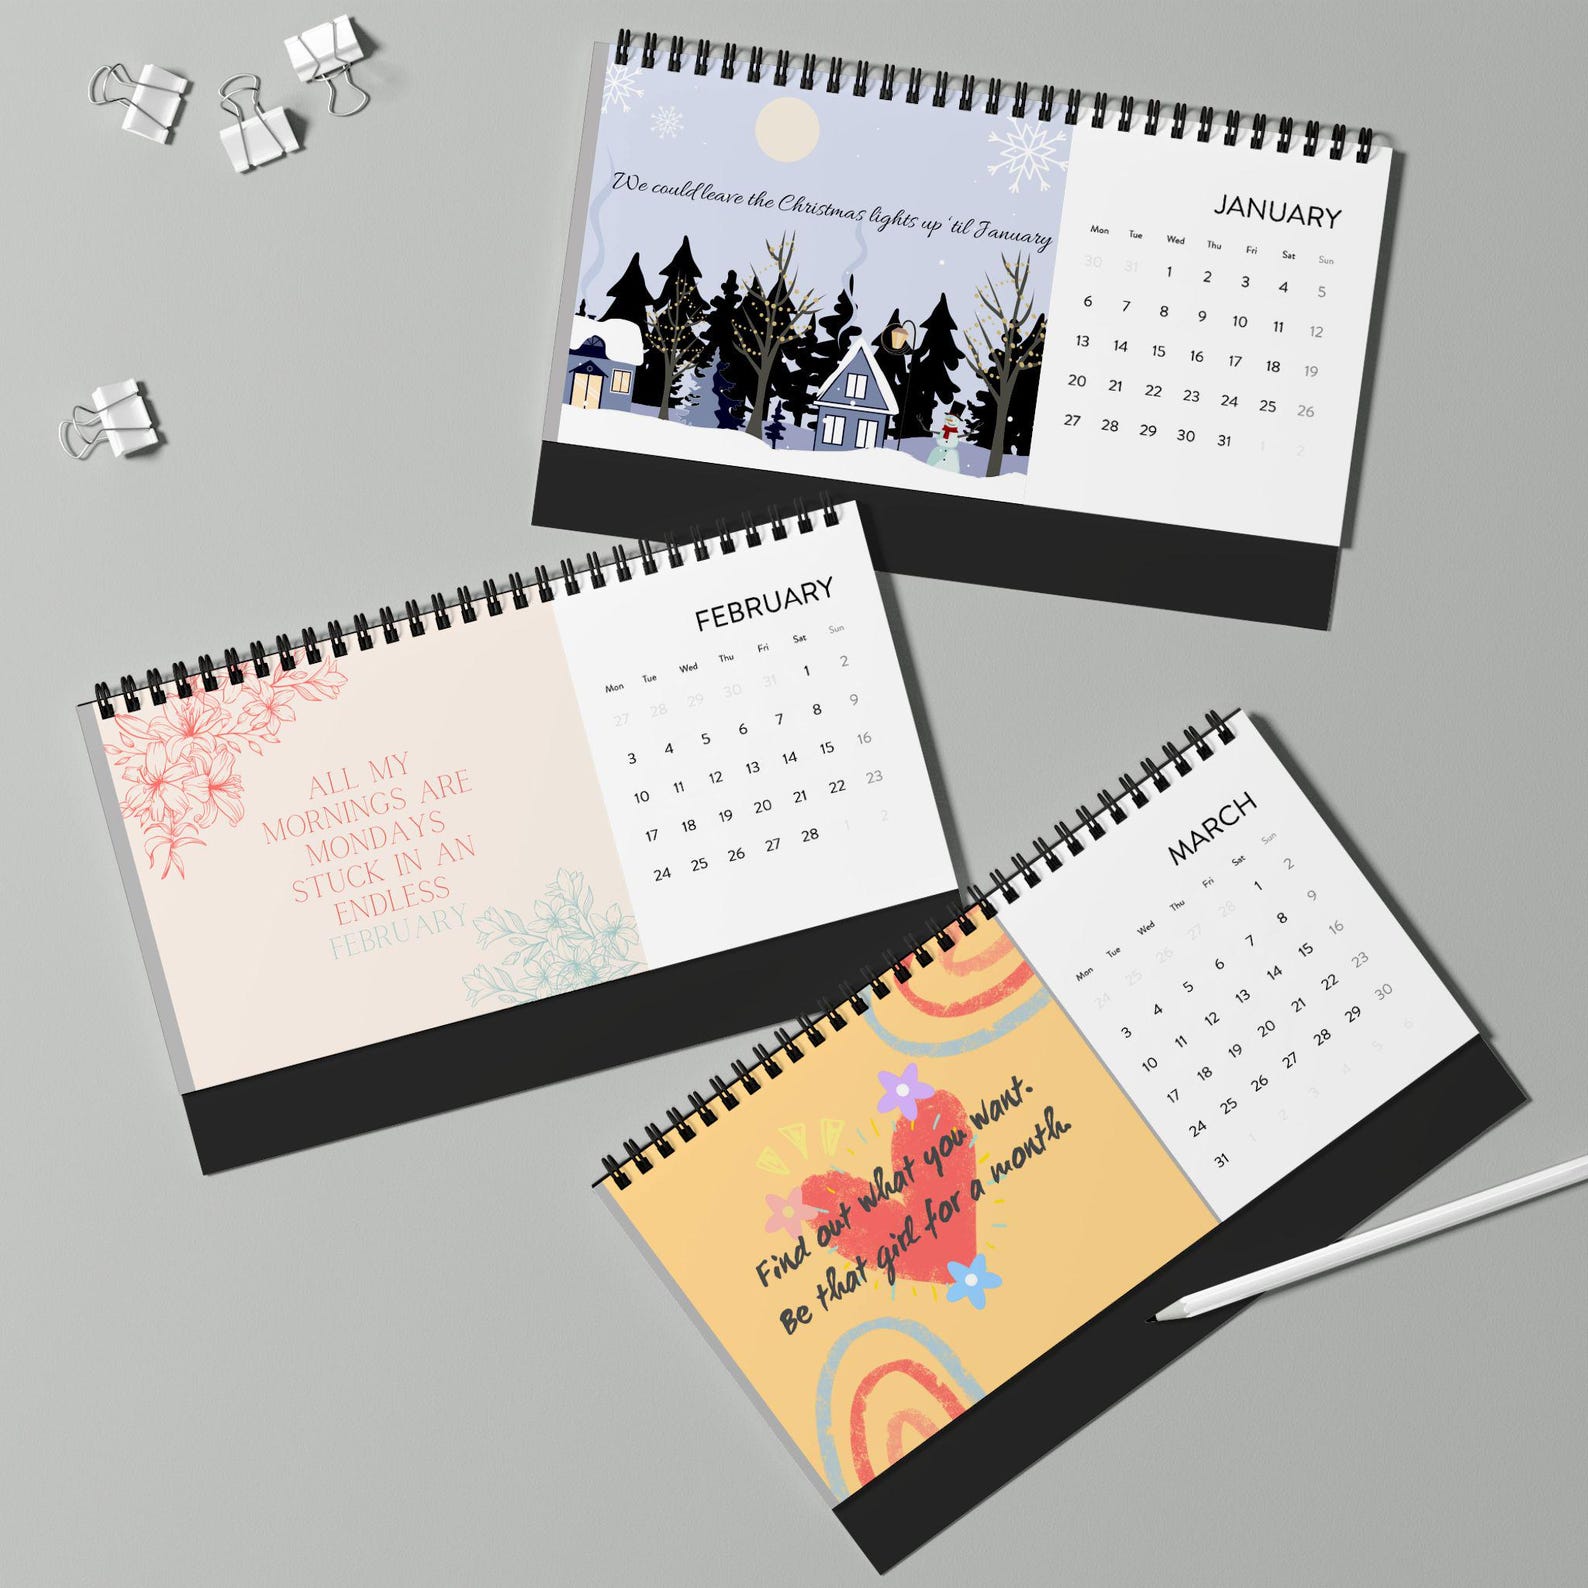 We could leave the Christmas lights up 'til January
JANUARY
Mon Tue Wed Thu Fri Sat Sun
30 31 1 2 3 4 5
6 7 8 9 10 11 12
13 14 15 16 17 18 19
20 21 22 23 24 25 26
27 28 29 30 31 1 2
ALL MY
MORNINGS ARE
MONDAYS
STUCK IN AN
ENDLESS
FEBRUARY
FEBRUARY
Mon Tue Wed Thu Fri Sat Sun
27 28 29 30 31 1 2
3 4 5 6 7 8 9
10 11 12 13 14 15 16
17 18 19 20 21 22 23
24 25 26 27 28 1 2
Find out what you want.
Be that girl for a month
MARCH
Mon Tue Wed Thu Fri Sat Sun
24 25 26 27 28 1 2
3 4 5 6 7 8 9
10 11 12 13 14 15 16
17 18 19 20 21 22 23
24 25 26 27 28 29 30
31 1 2 3 4 5 6